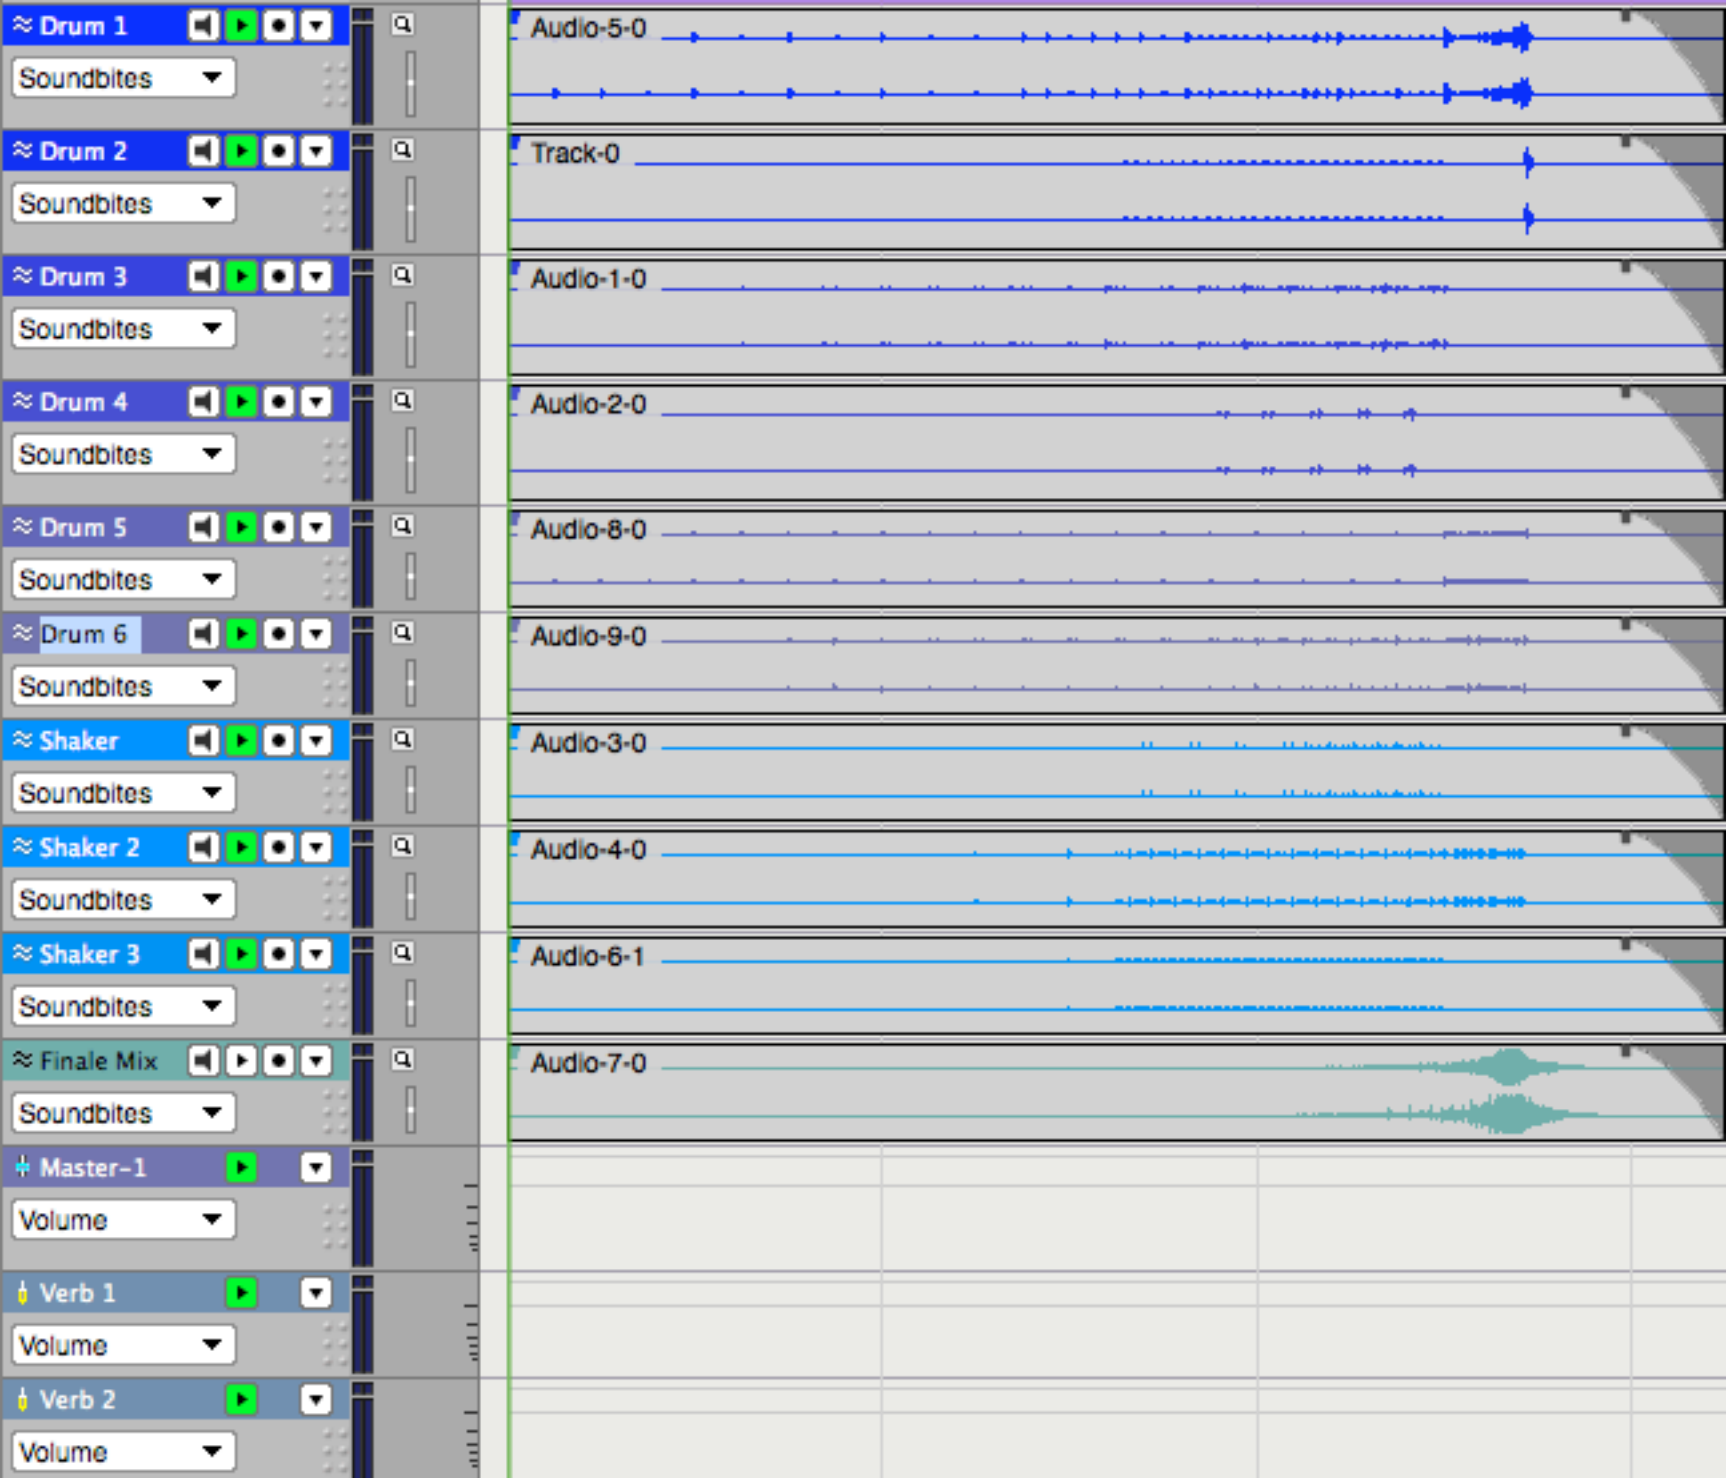 Drum 1
Audio-5-0
Soundbites
Drum 2
Track-0
Soundbites
Drum 3
Audio-1-0
Soundbites
Drum 4
Audio-2-0
Soundbites
Drum 5
Audio-8-0
Soundbites
Drum 6
Audio-9-0
Soundbites
Shaker
Audio-3-0
Soundbites
Shaker 2
Audio-4-0
Soundbites
Shaker 3
Audio-6-1
Soundbites
Finale Mix
Audio-7-0
Soundbites
Master-1
Volume
Verb 1
Volume
Verb 2
Volume